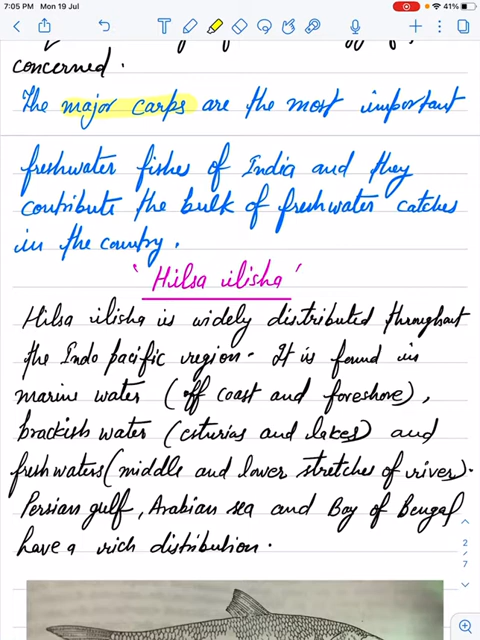 7:05 PM Mon 19 Jul
41%
concerned.
The major carps are the most important
freshwater fishes of India and they
contribute the bulk of freshwater catches
in the country.
'Hilsa ilisha'
Hilsa ilisha is widely distributed throughout
the Indo pacific region. It is found in
marine water (off coast and foreshore),
brackish water (esturias and lakes) and
freshwaters (middle and lower stretches of river).
Persian gulf, Arabian sea and Bay of Bengal
have a rich distribution.
2
7